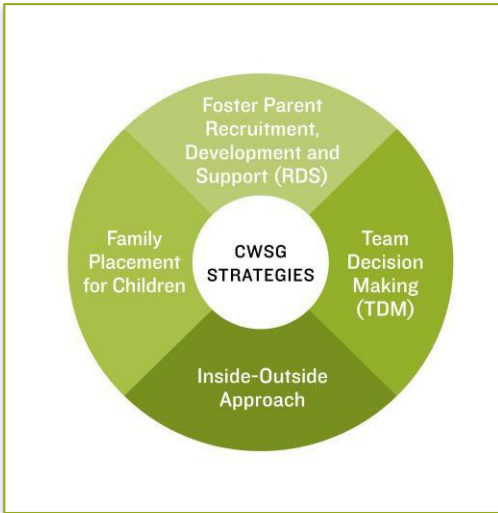 Foster Parent
Recruitment,
Development and
Support (RDS)
Family
Placement
for Children
CWSG
STRATEGIES
Team
Decision
Making
(TDM)
Inside-Outside
Approach